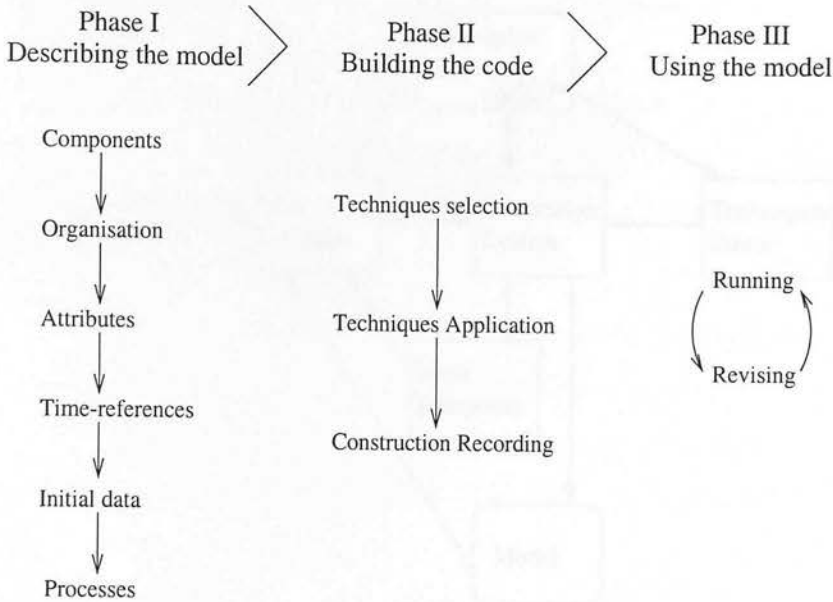 Phase I
Describing the model
Phase II
Building the code
Phase III
Using the model
Components
Organisation
Attributes
Time-references
Initial data
Processes
Techniques selection
Techniques Application
Construction Recording
Running
Revising
Model